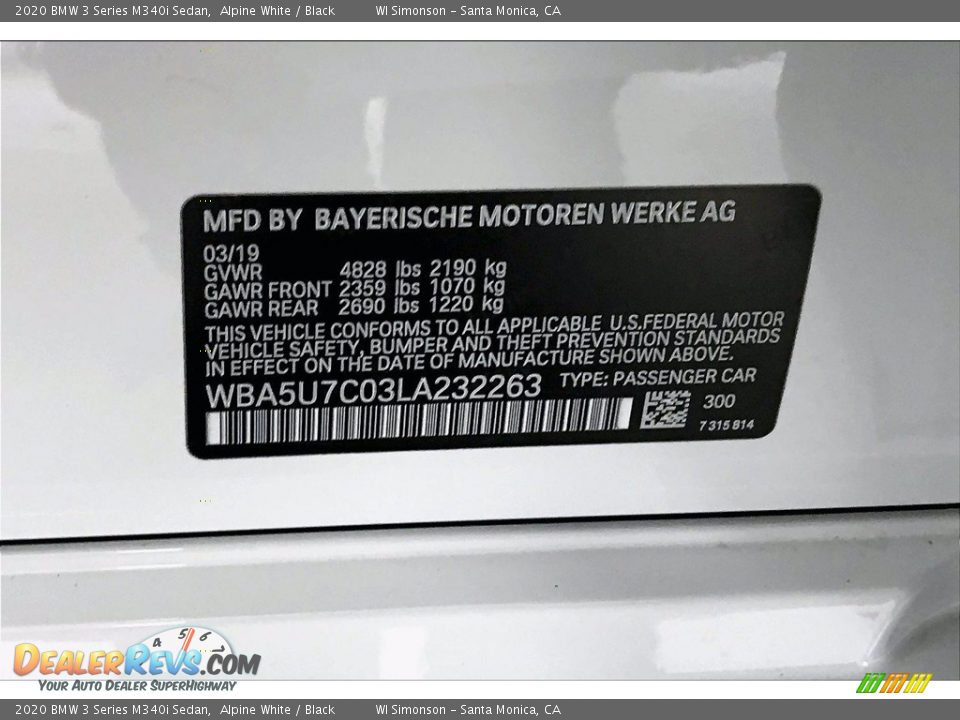 2020 BMW 3 Series M340i Sedan, Alpine White / Black WI Simonson - Santa Monica, CA
MFD BY BAYERISCHE MOTOREN WERKE AG
03/19
GVWR 4828 lbs 2190 kg
GAWR FRONT 2359 lbs 1070 kg
GAWR REAR 2690 lbs 1220 kg
THIS VEHICLE CONFORMS TO ALL APPLICABLE U.S.FEDERAL MOTOR
VEHICLE SAFETY, BUMPER AND THEFT PREVENTION STANDARDS
IN EFFECT ON THE DATE OF MANUFACTURE SHOWN ABOVE.
WBA5U7C03LA232263 TYPE: PASSENGER CAR
300
7315814
4 5 6
DEALERREVS.COM
YOUR AUTO DEALER SUPERHIGHWAY
2020 BMW 3 Series M340i Sedan, Alpine White / Black WI Simonson - Santa Monica, CA